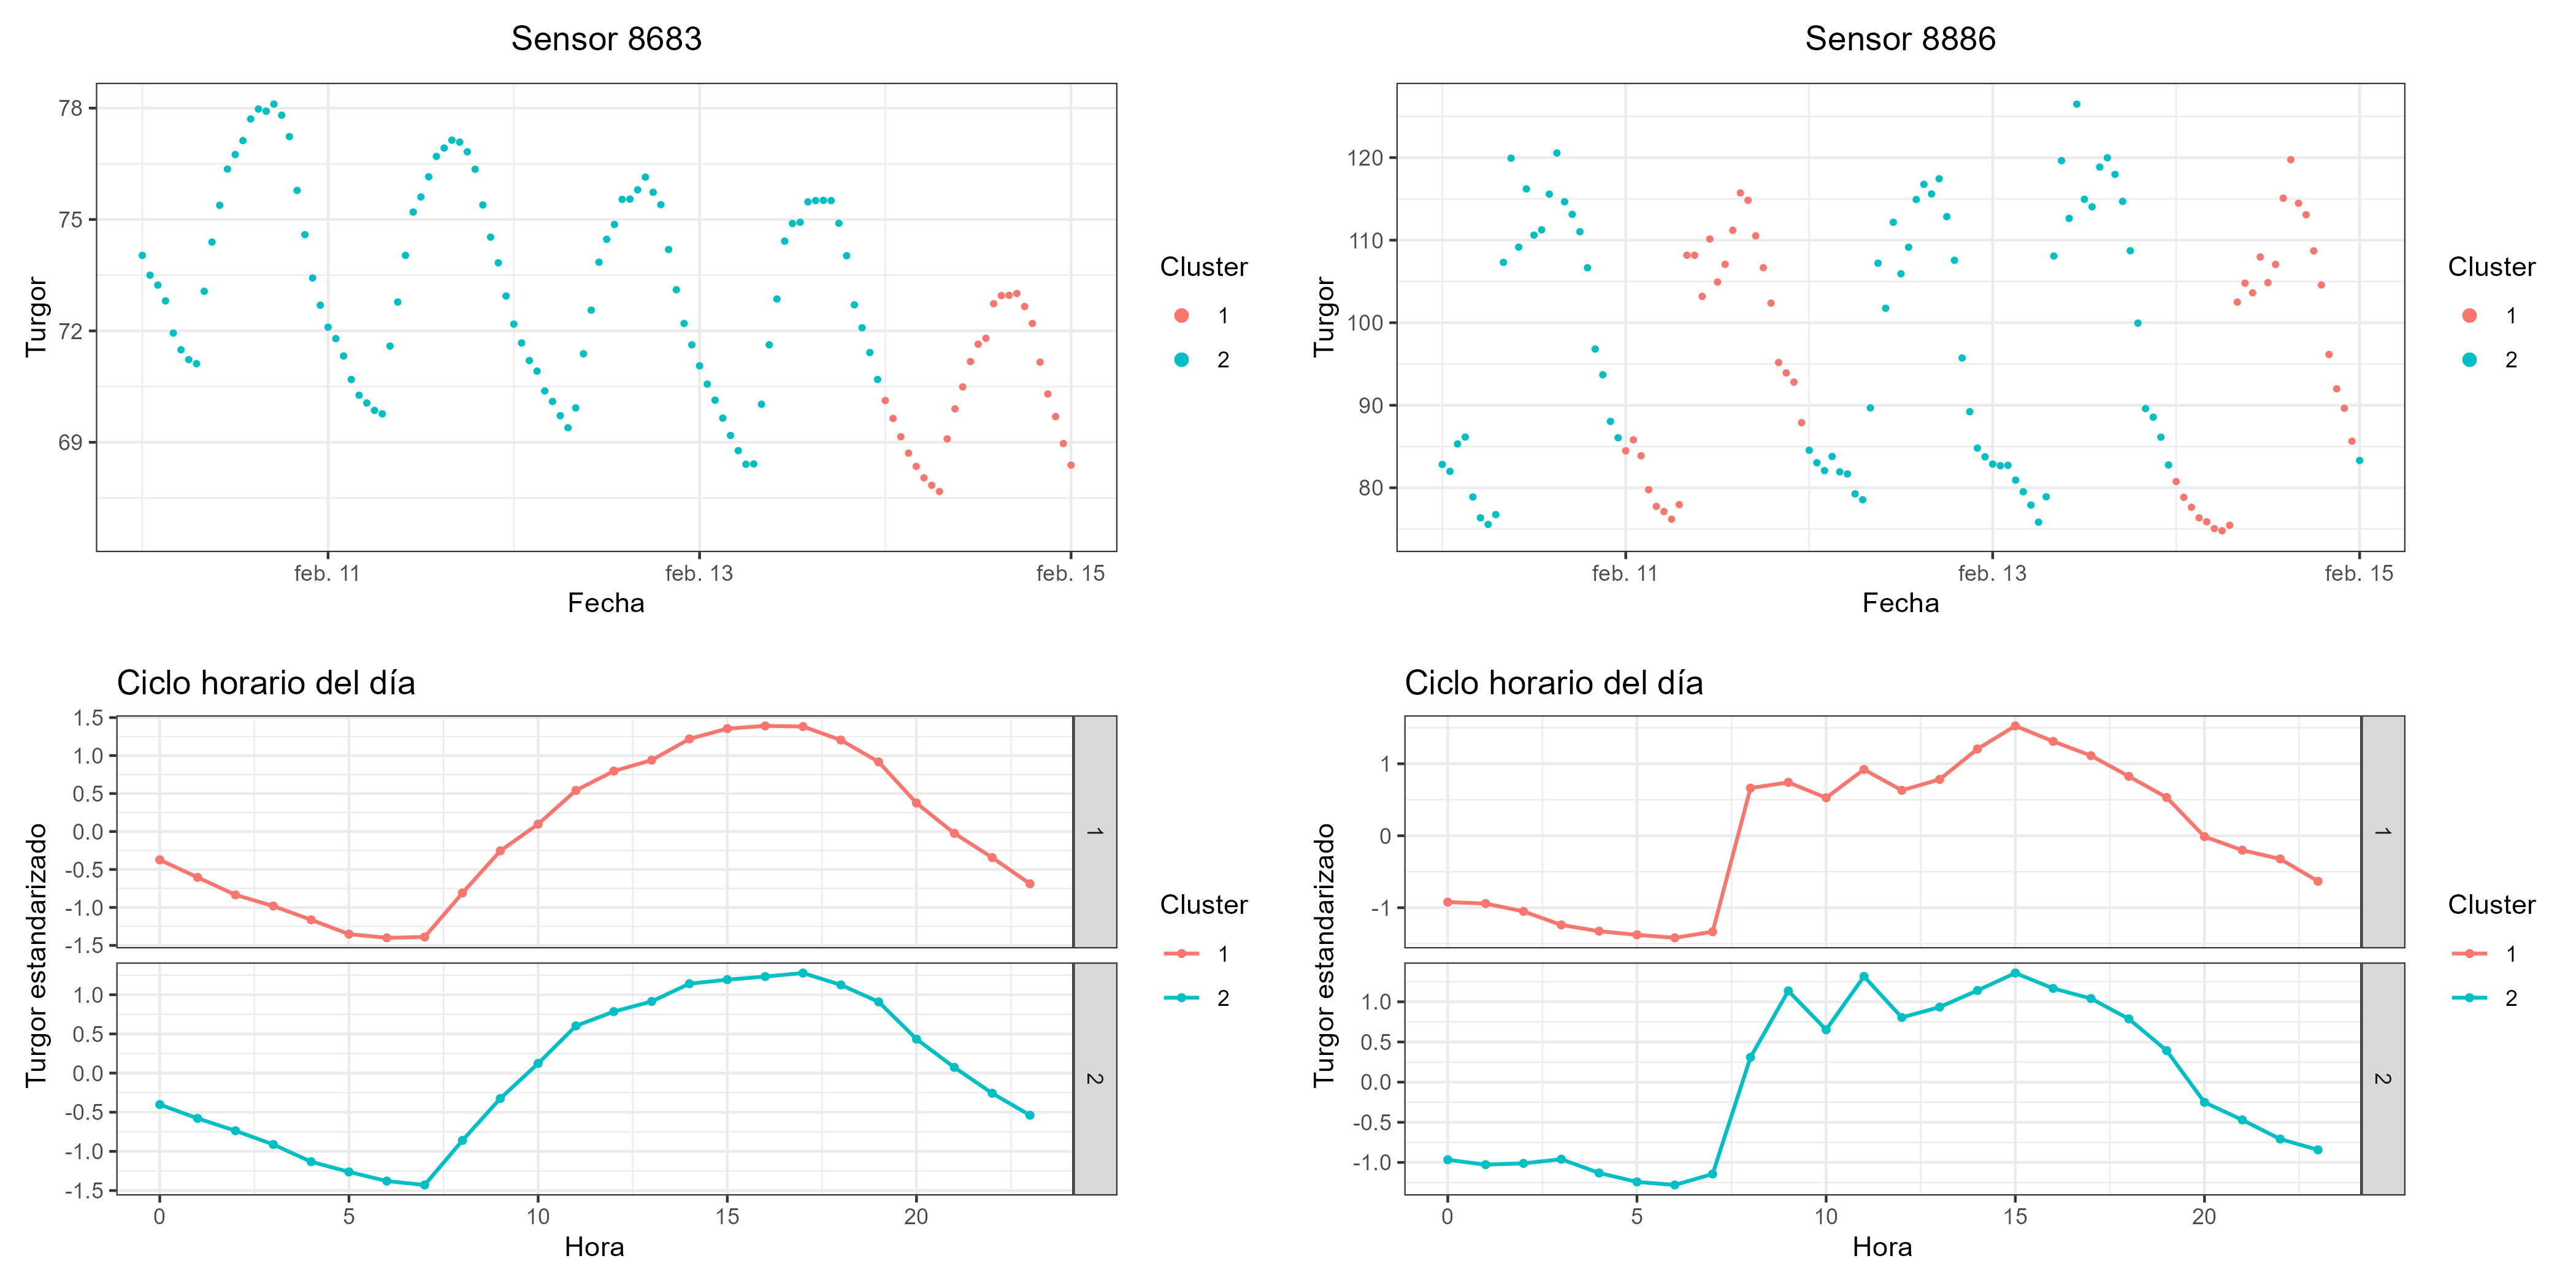 Sensor 8683
78
75
72
69
Turgor
feb. 11
feb. 13
feb. 15
Fecha
Cluster
1
2
Sensor 8886
120
110
100
90
80
Turgor
feb. 11
feb. 13
feb. 15
Fecha
Cluster
1
2
Ciclo horario del día
1.5
1.0
0.5
0.0
-0.5
-1.0
-1.5
1
1.0
0.5
0.0
-0.5
-1.0
-1.5
2
Turgor estandarizado
0
5
10
15
20
Hora
Cluster
1
2
Ciclo horario del día
1
0
-1
1
1.0
0.5
0.0
-0.5
-1.0
2
Turgor estandarizado
0
5
10
15
20
Hora
Cluster
1
2